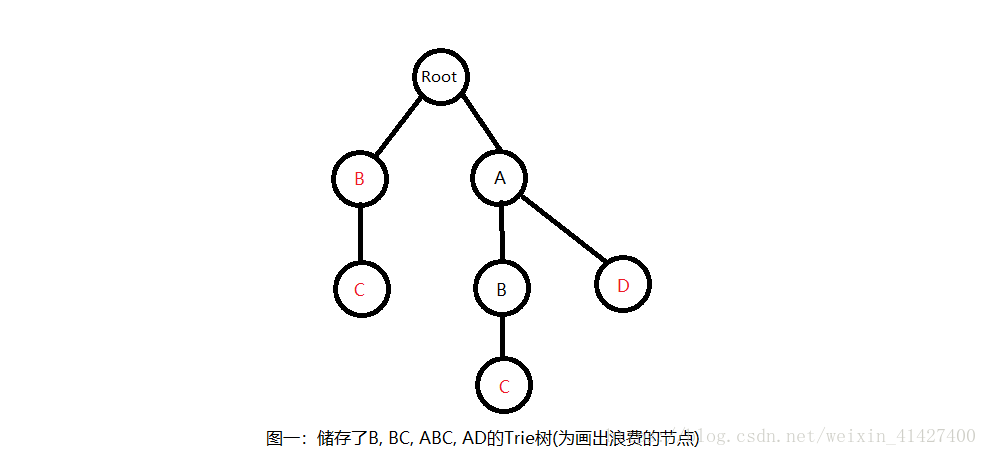 Root
B
A
C
B
D
C
图一：储存了B, BC, ABC, AD的Trie树(为画出浪费的节点)
blog.csdn.net/weixin_41427400